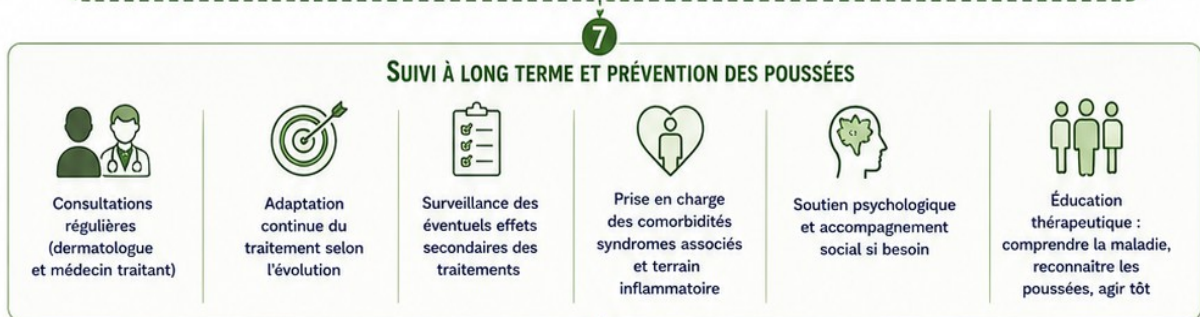 7
SUIVI À LONG TERME ET PRÉVENTION DES POUSSÉES
Consultations
régulières
(dermatologue
et médecin traitant)
Adaptation
continue du
traitement selon
l'évolution
Surveillance des
éventuels effets
secondaires des
traitements
Prise en charge
des comorbidités
syndromes associés
et terrain
inflammatoire
Soutien psychologique
et accompagnement
social si besoin
Éducation
thérapeutique :
comprendre la maladie,
reconnaître les
poussées, agir tôt